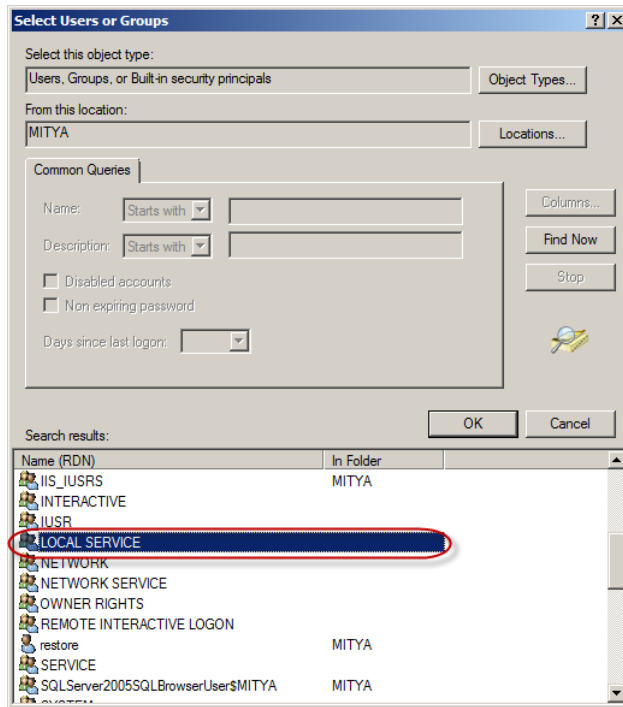 Select Users or Groups
Select this object type:
Users, Groups, or Built-in security principals
Object Types...
From this location:
MITYA
Locations...
Common Queries
Name:
Starts with
Columns...
Description:
Starts with
Find Now
Disabled accounts
Stop
Non expiring password
Days since last logon:
OK
Cancel
Search results:
Name (RDN)
In Folder
IIS_IUSRS
MITYA
INTERACTIVE
IUSR
LOCAL SERVICE
NETWORK
NETWORK SERVICE
OWNER RIGHTS
REMOTE INTERACTIVE LOGON
restore
MITYA
SERVICE
SQLServer2005SQLBrowserUser$MITYA
MITYA